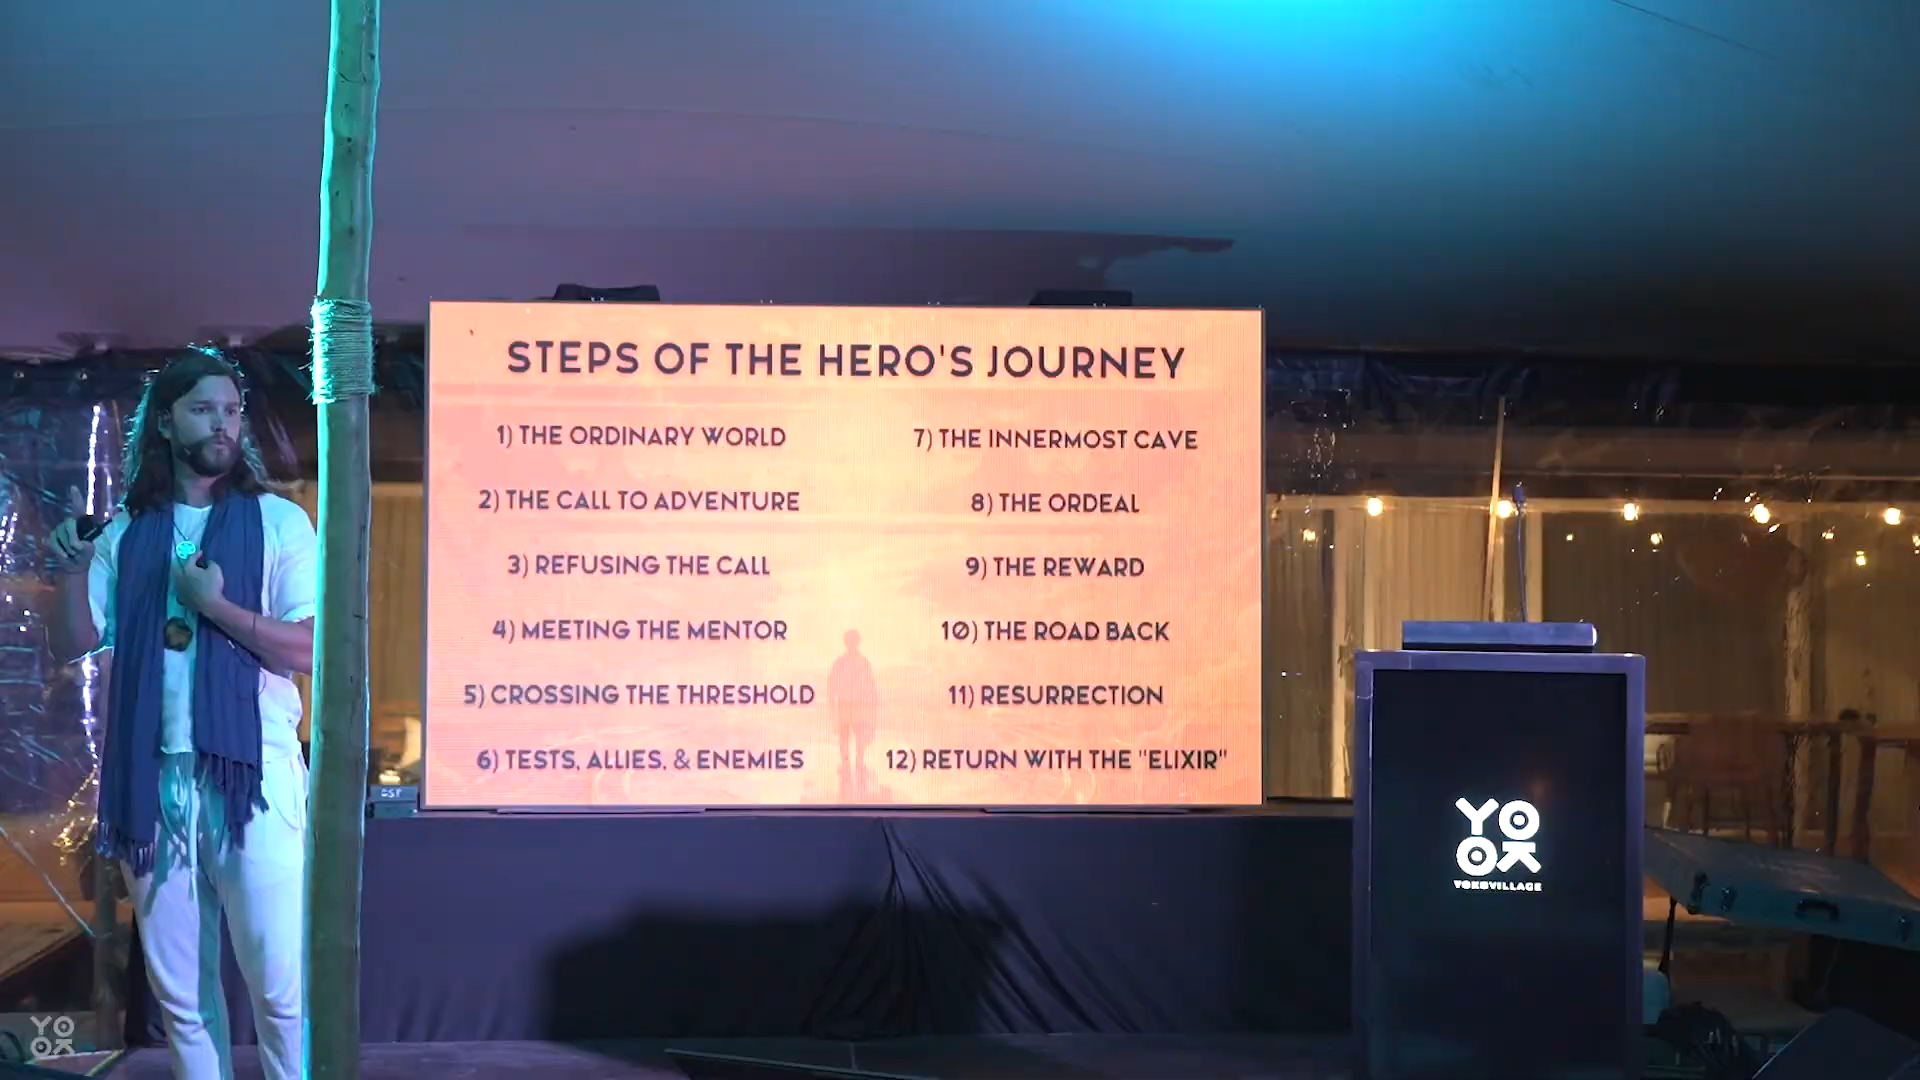 STEPS OF THE HERO'S JOURNEY
1) THE ORDINARY WORLD
2) THE CALL TO ADVENTURE
3) REFUSING THE CALL
4) MEETING THE MENTOR
5) CROSSING THE THRESHOLD
6) TESTS, ALLIES, & ENEMIES
7) THE INNERMOST CAVE
8) THE ORDEAL
9) THE REWARD
10) THE ROAD BACK
11) RESURRECTION
12) RETURN WITH THE "ELIXIR"
YO
OK
YOKOVILLAGE
YO
OK